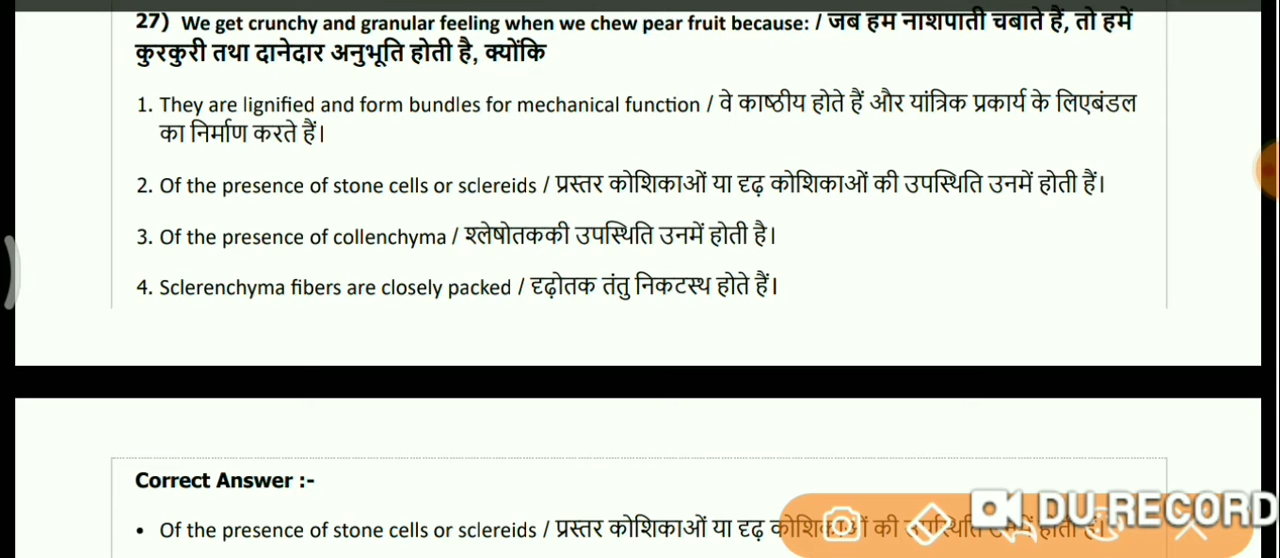 27) We get crunchy and granular feeling when we chew pear fruit because: / जब हम नाशपाती चबाते हैं, तो हमें
कुरकुरी तथा दानेदार अनुभूति होती है, क्योंकि
1. They are lignified and form bundles for mechanical function / वे काष्ठीय होते हैं और यांत्रिक प्रकार्य के लिएबंडल
का निर्माण करते हैं।
2. Of the presence of stone cells or sclereids / प्रस्तर कोशिकाओं या दृढ़ कोशिकाओं की उपस्थिति उनमें होती हैं।
3. Of the presence of collenchyma / श्लेषोतककी उपस्थिति उनमें होती है।
4. Sclerenchyma fibers are closely packed / दृढ़ोतक तंतु निकटस्थ होते हैं।
Correct Answer :-
• Of the presence of stone cells or sclereids / प्रस्तर कोशिकाओं या दृढ़ कोशिकाओं की उपस्थिति उनमें होती हैं।
DU RECORD